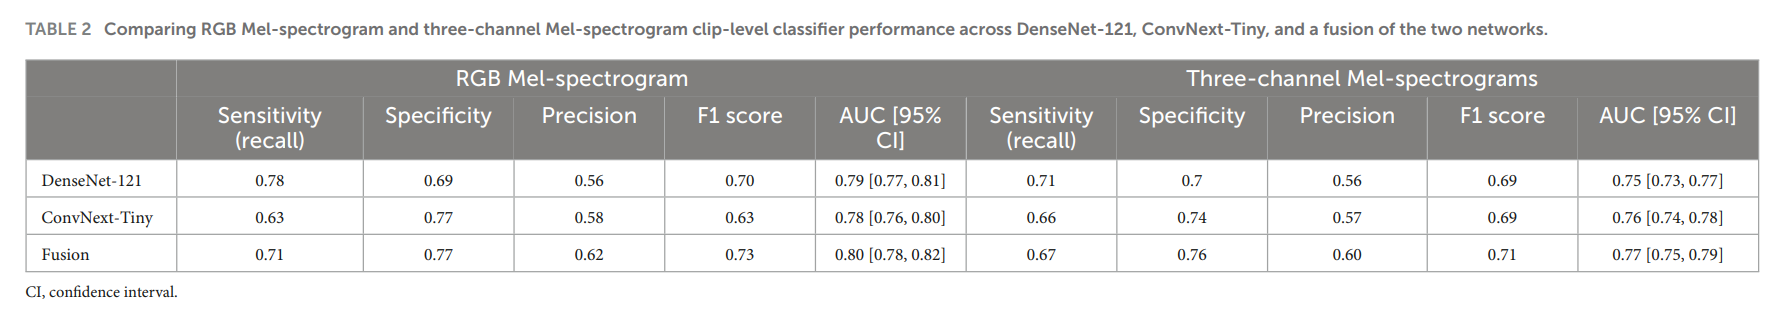 TABLE 2 Comparing RGB Mel-spectrogram and three-channel Mel-spectrogram clip-level classifier performance across DenseNet-121, ConvNext-Tiny, and a fusion of the two networks.
RGB Mel-spectrogram Three-channel Mel-spectrograms
Sensitivity (recall) Specificity Precision F1 score AUC [95% CI] Sensitivity (recall) Specificity Precision F1 score AUC [95% CI]
DenseNet-121 0.78 0.69 0.56 0.70 0.79 [0.77, 0.81] 0.71 0.7 0.56 0.69 0.75 [0.73, 0.77]
ConvNext-Tiny 0.63 0.77 0.58 0.63 0.78 [0.76, 0.80] 0.66 0.74 0.57 0.69 0.76 [0.74, 0.78]
Fusion 0.71 0.77 0.62 0.73 0.80 [0.78, 0.82] 0.67 0.76 0.60 0.71 0.77 [0.75, 0.79]
CI, confidence interval.